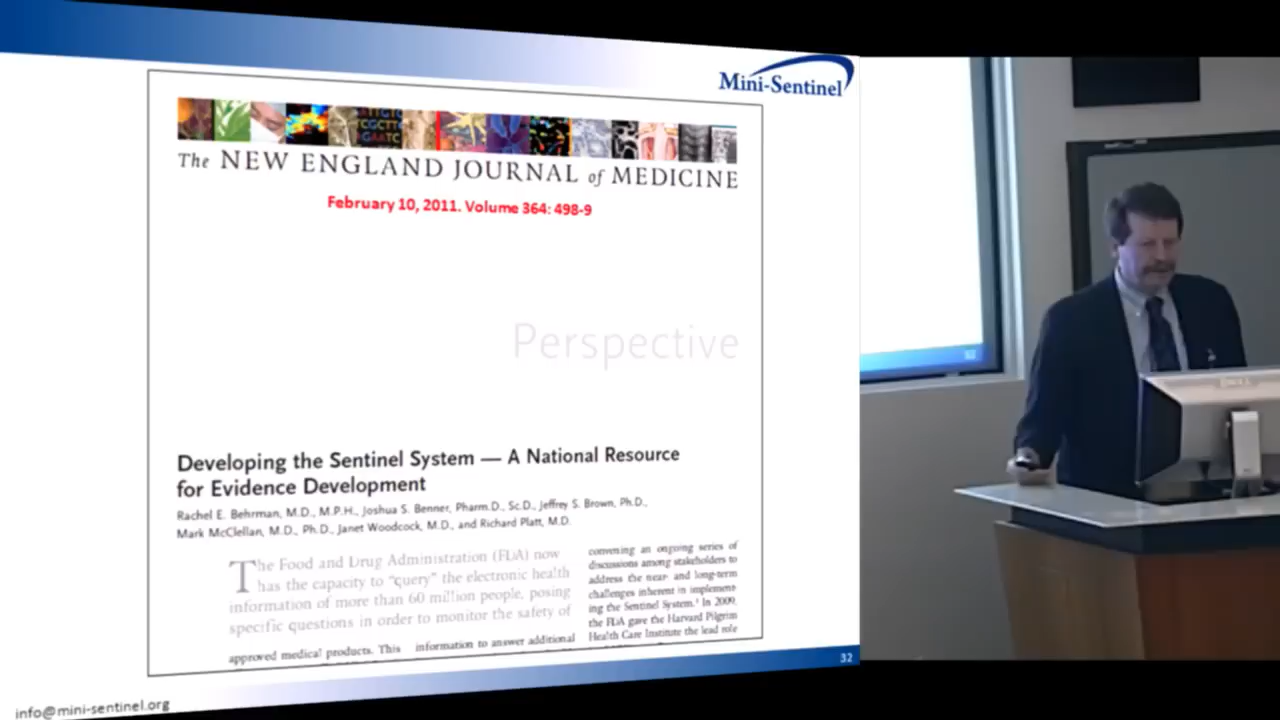 Mini-Sentinel
The NEW ENGLAND JOURNAL of MEDICINE
February 10, 2011. Volume 364: 498-9
Perspective
Developing the Sentinel System — A National Resource
for Evidence Development
Rachel E. Behrman, M.D., M.P.H., Joshua S. Benner, Pharm.D., Sc.D., Jeffrey S. Brown, Ph.D.,
Mark McClellan, M.D., Ph.D., Janet Woodcock, M.D., and Richard Platt, M.D.
The Food and Drug Administration (FDA) now
has the capacity to “query” the electronic health
information of more than 60 million people, posing
specific questions in order to monitor the safety of
approved medical products. This
information to answer additional
convening an ongoing series of
discussions among stakeholders to
address the near- and long-term
challenges inherent in implement-
ing the Sentinel System.¹ In 2009,
the FDA gave the Harvard Pilgrim
Health Care Institute the lead role
32
info@mini-sentinel.org
DELL